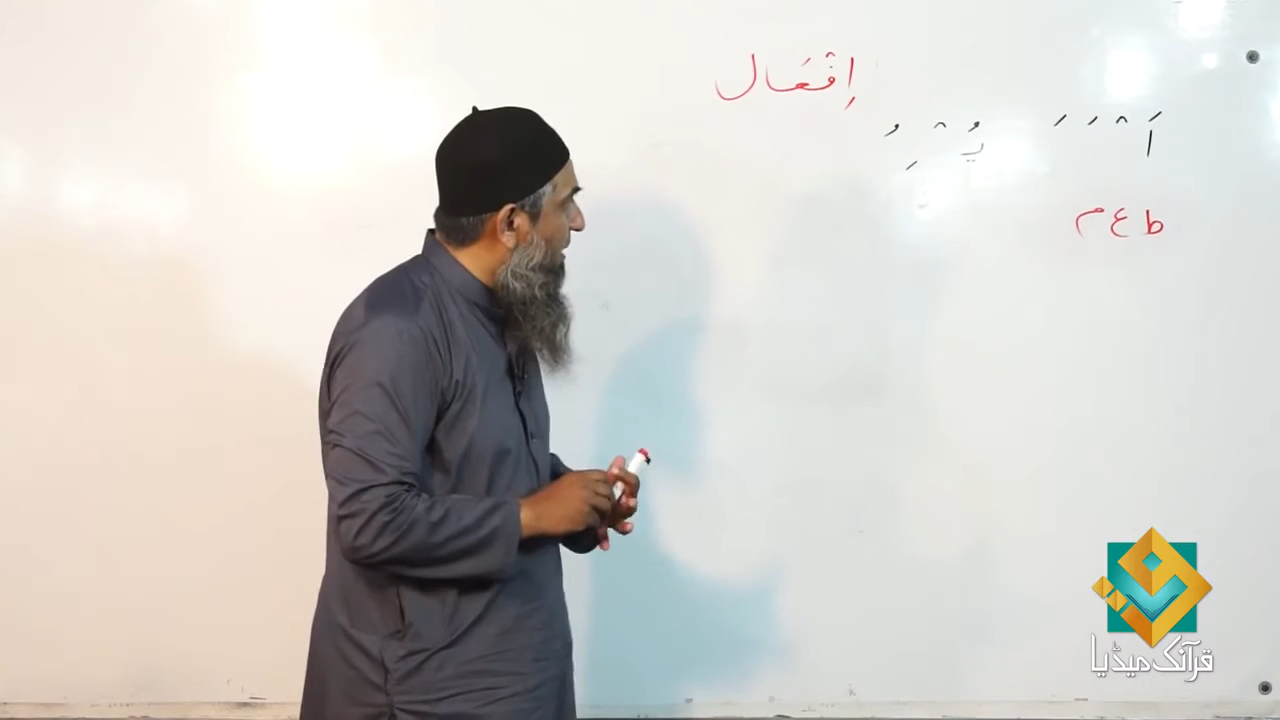 إِفْعَال
أَ ْ َ َ يُ ْ ِ ُ
ط ع م
قرآنک میڈیا